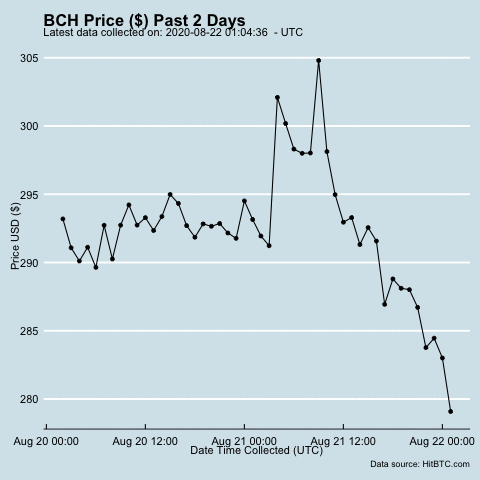 BCH Price ($) Past 2 Days
Latest data collected on: 2020-08-22 01:04:36 - UTC
305
300
295
290
285
280
Price USD ($)
Aug 20 00:00 Aug 20 12:00 Aug 21 00:00 Aug 21 12:00 Aug 22 00:00
Date Time Collected (UTC)
Data source: HitBTC.com